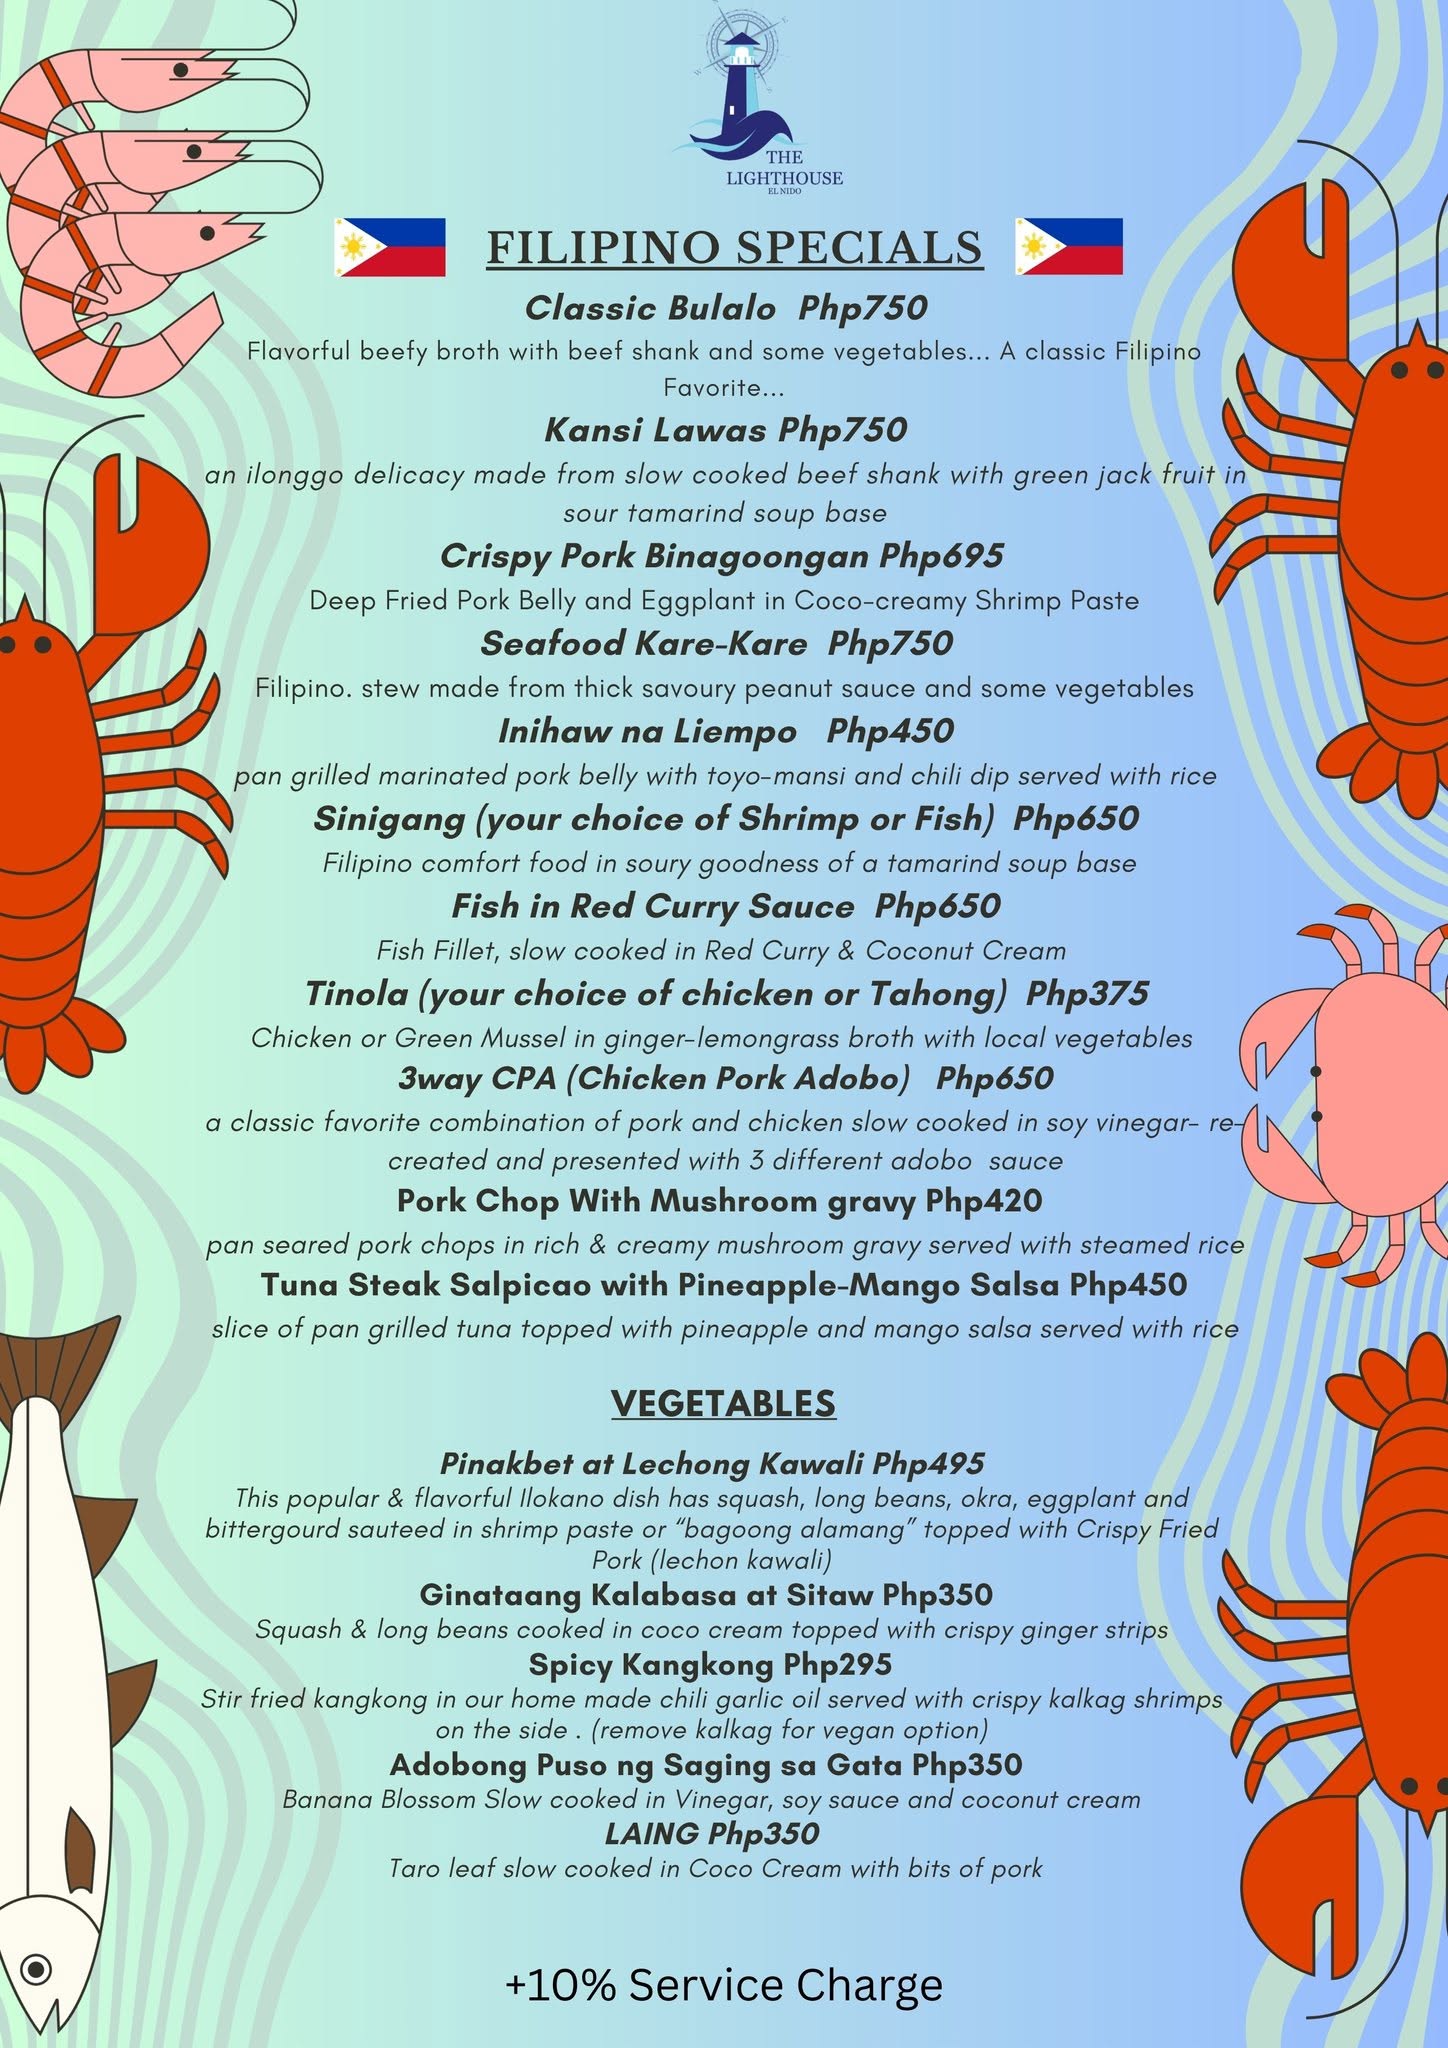 THE
LIGHTHOUSE
EL NIDO
FILIPINO SPECIALS
Classic Bulalo Php750
Flavorful beefy broth with beef shank and some vegetables... A classic Filipino
Favorite...
Kansi Lawas Php750
an ilonggo delicacy made from slow cooked beef shank with green jack fruit in
sour tamarind soup base
Crispy Pork Binagoongan Php695
Deep Fried Pork Belly and Eggplant in Coco-creamy Shrimp Paste
Seafood Kare-Kare Php750
Filipino. stew made from thick savoury peanut sauce and some vegetables
Inihaw na Liempo Php450
pan grilled marinated pork belly with toyo-mansi and chili dip served with rice
Sinigang (your choice of Shrimp or Fish) Php650
Filipino comfort food in soury goodness of a tamarind soup base
Fish in Red Curry Sauce Php650
Fish Fillet, slow cooked in Red Curry & Coconut Cream
Tinola (your choice of chicken or Tahong) Php375
Chicken or Green Mussel in ginger-lemongrass broth with local vegetables
3way CPA (Chicken Pork Adobo) Php650
a classic favorite combination of pork and chicken slow cooked in soy vinegar- re-
created and presented with 3 different adobo sauce
Pork Chop With Mushroom gravy Php420
pan seared pork chops in rich & creamy mushroom gravy served with steamed rice
Tuna Steak Salpicao with Pineapple-Mango Salsa Php450
slice of pan grilled tuna topped with pineapple and mango salsa served with rice
VEGETABLES
Pinakbet at Lechong Kawali Php495
This popular & flavorful Ilokano dish has squash, long beans, okra, eggplant and
bittergourd sauteed in shrimp paste or “bagoong alamang” topped with Crispy Fried
Pork (lechon kawali)
Ginataang Kalabasa at Sitaw Php350
Squash & long beans cooked in coco cream topped with crispy ginger strips
Spicy Kangkong Php295
Stir fried kangkong in our home made chili garlic oil served with crispy kalkag shrimps
on the side . (remove kalkag for vegan option)
Adobong Puso ng Saging sa Gata Php350
Banana Blossom Slow cooked in Vinegar, soy sauce and coconut cream
LAING Php350
Taro leaf slow cooked in Coco Cream with bits of pork
+10% Service Charge